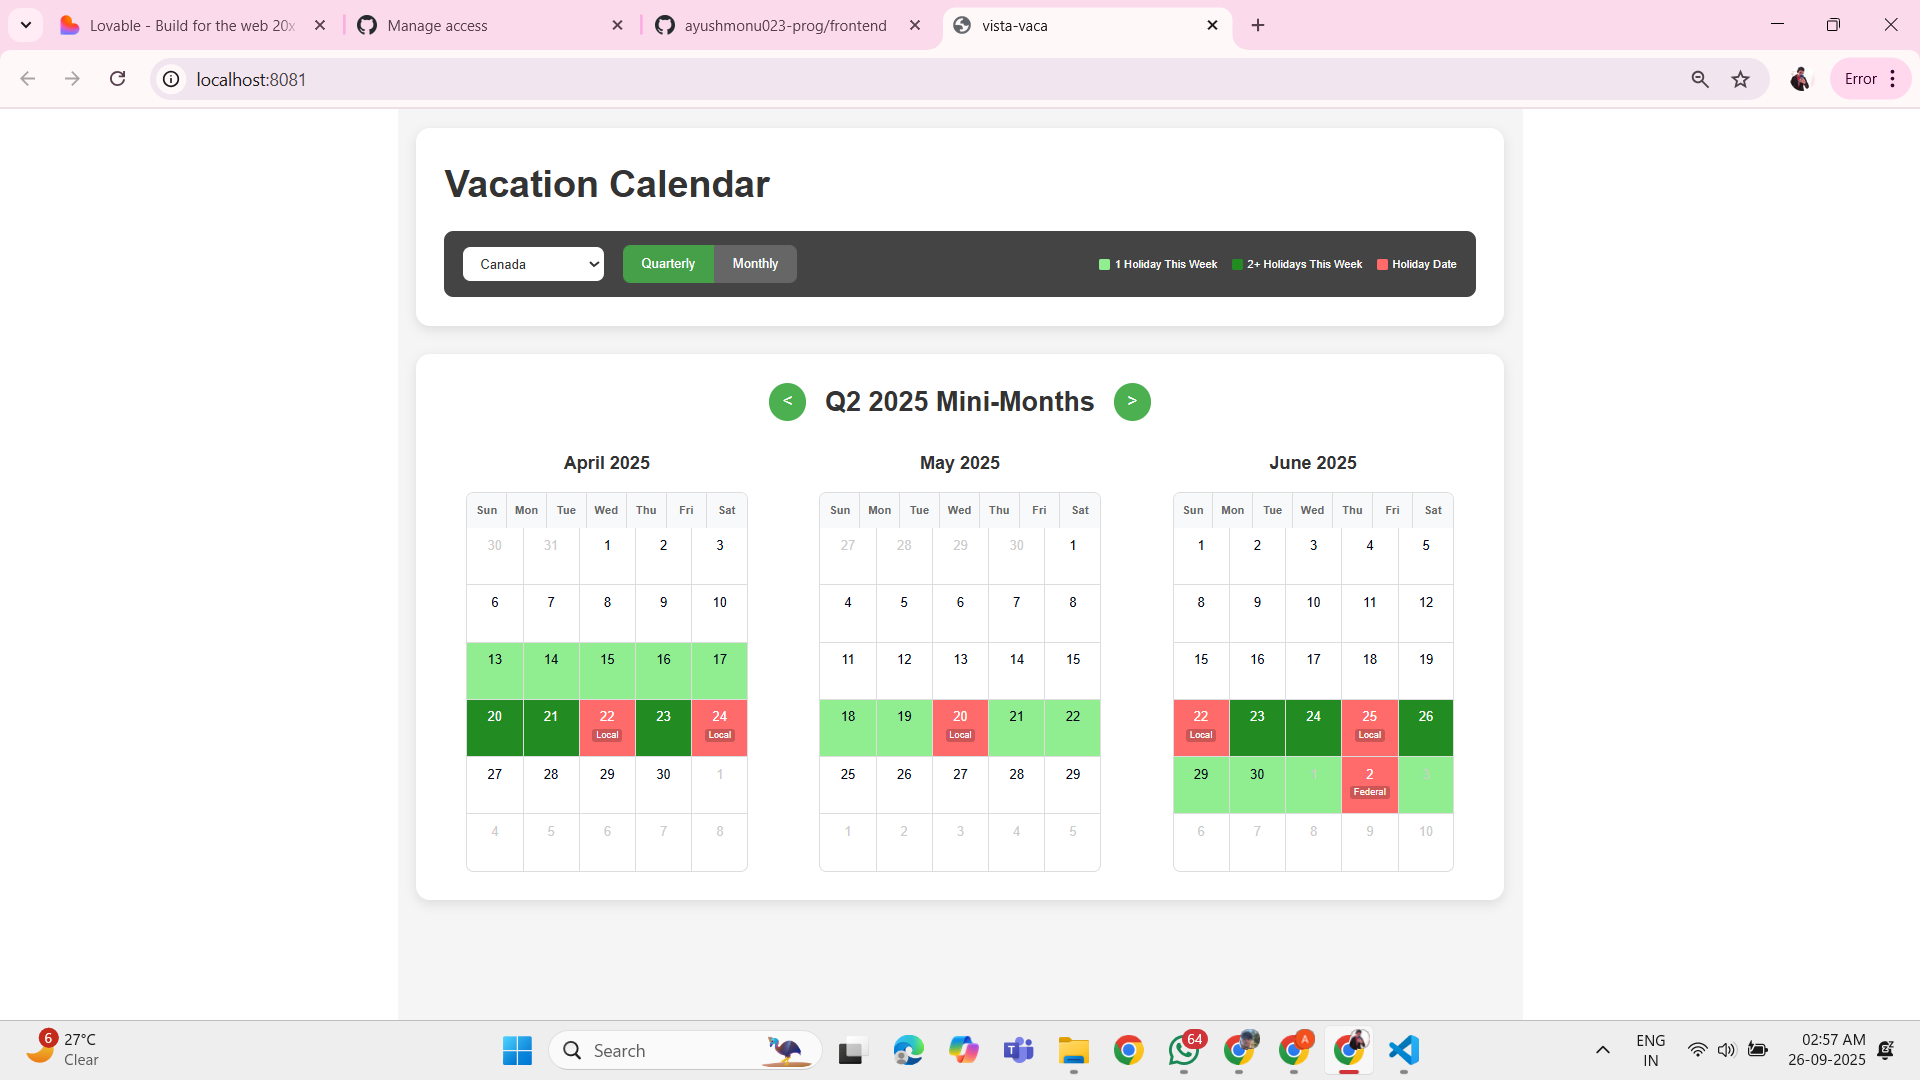 Lovable - Build for the web 20x
Manage access
ayushmonu023-prog/frontend
vista-vaca
localhost:8081
Error
Vacation Calendar
Canada
Quarterly
Monthly
1 Holiday This Week
2+ Holidays This Week
Holiday Date
< Q2 2025 Mini-Months >
April 2025
Sun Mon Tue Wed Thu Fri Sat
30 31 1 2 3
6 7 8 9 10
13 14 15 16 17
20 21 22 23 24
Local Local
27 28 29 30 1
4 5 6 7 8
May 2025
Sun Mon Tue Wed Thu Fri Sat
27 28 29 30 1
4 5 6 7 8
11 12 13 14 15
18 19 20 21 22
Local
25 26 27 28 29
1 2 3 4 5
June 2025
Sun Mon Tue Wed Thu Fri Sat
1 2 3 4 5
8 9 10 11 12
15 16 17 18 19
22 23 24 25 26
Local Local
29 30 1 2
Federal
6 7 8 9 10
6
27°C
Clear
Search
64
A
ENG
IN
02:57 AM
26-09-2025